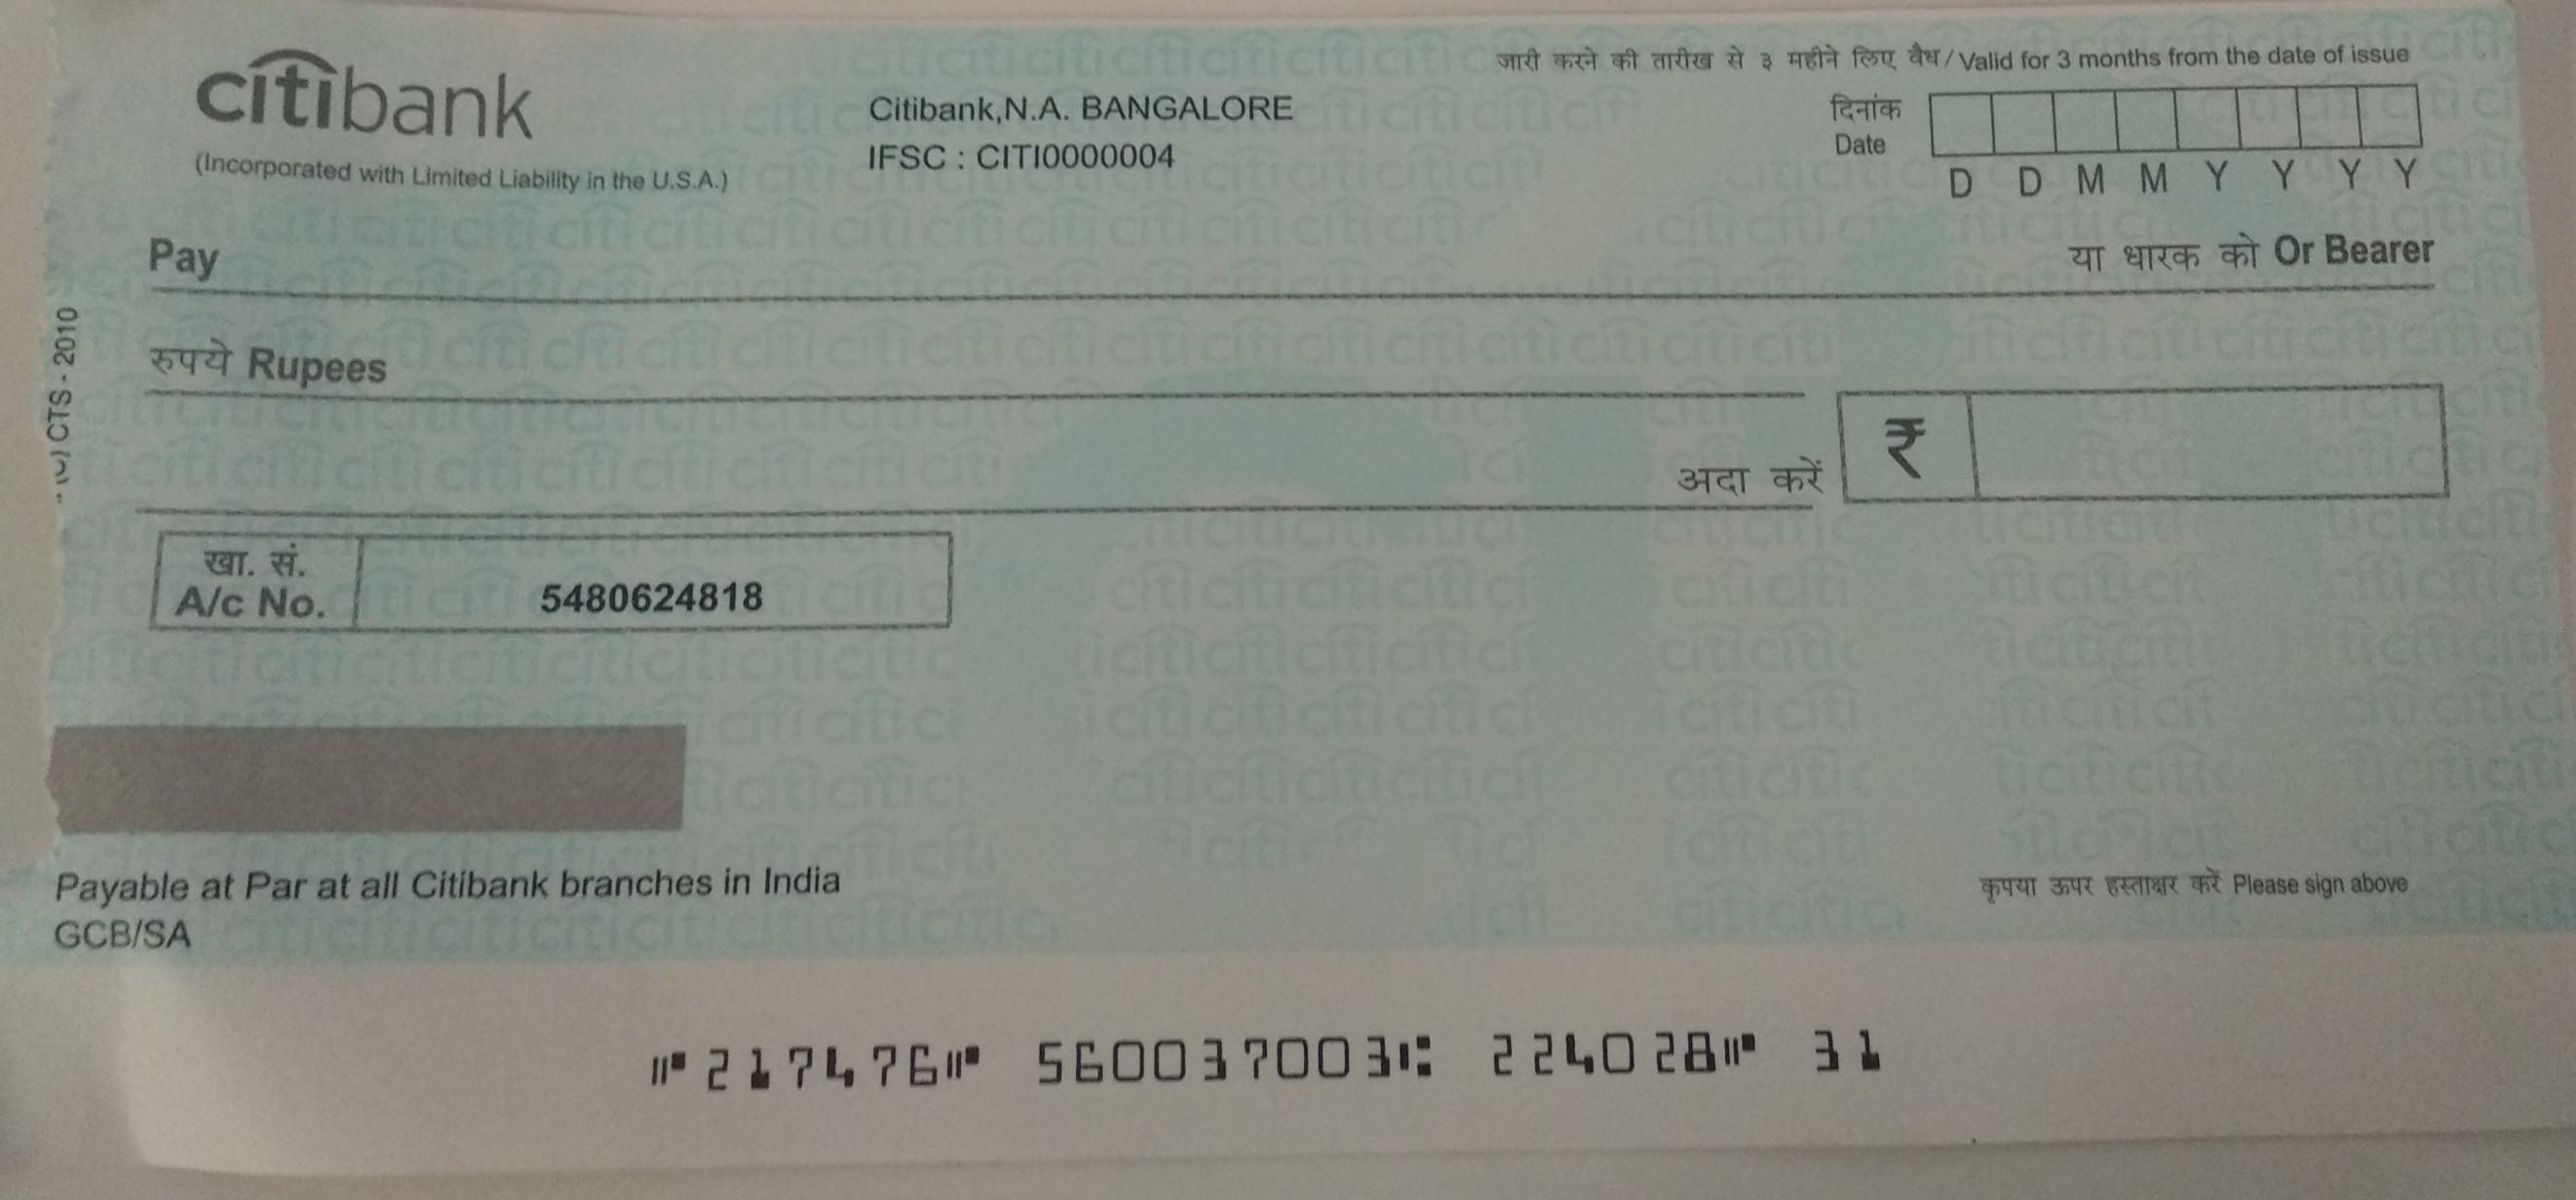 citibank
(Incorporated with Limited Liability in the U.S.A.)
Citibank,N.A. BANGALORE
IFSC : CITI0000004
जारी करने की तारीख से ३ महीने लिए वैध/Valid for 3 months from the date of issue
दिनांक
Date
D D M M Y Y Y Y
Pay
या धारक को Or Bearer
रुपये Rupees
अदा करें
₹
खा. सं.
A/c No.
5480624818
CTS - 2010
Payable at Par at all Citibank branches in India
GCB/SA
कृपया ऊपर हस्ताक्षर करें Please sign above
⑈217476⑈ 560037003⑆ 224028⑈ 31